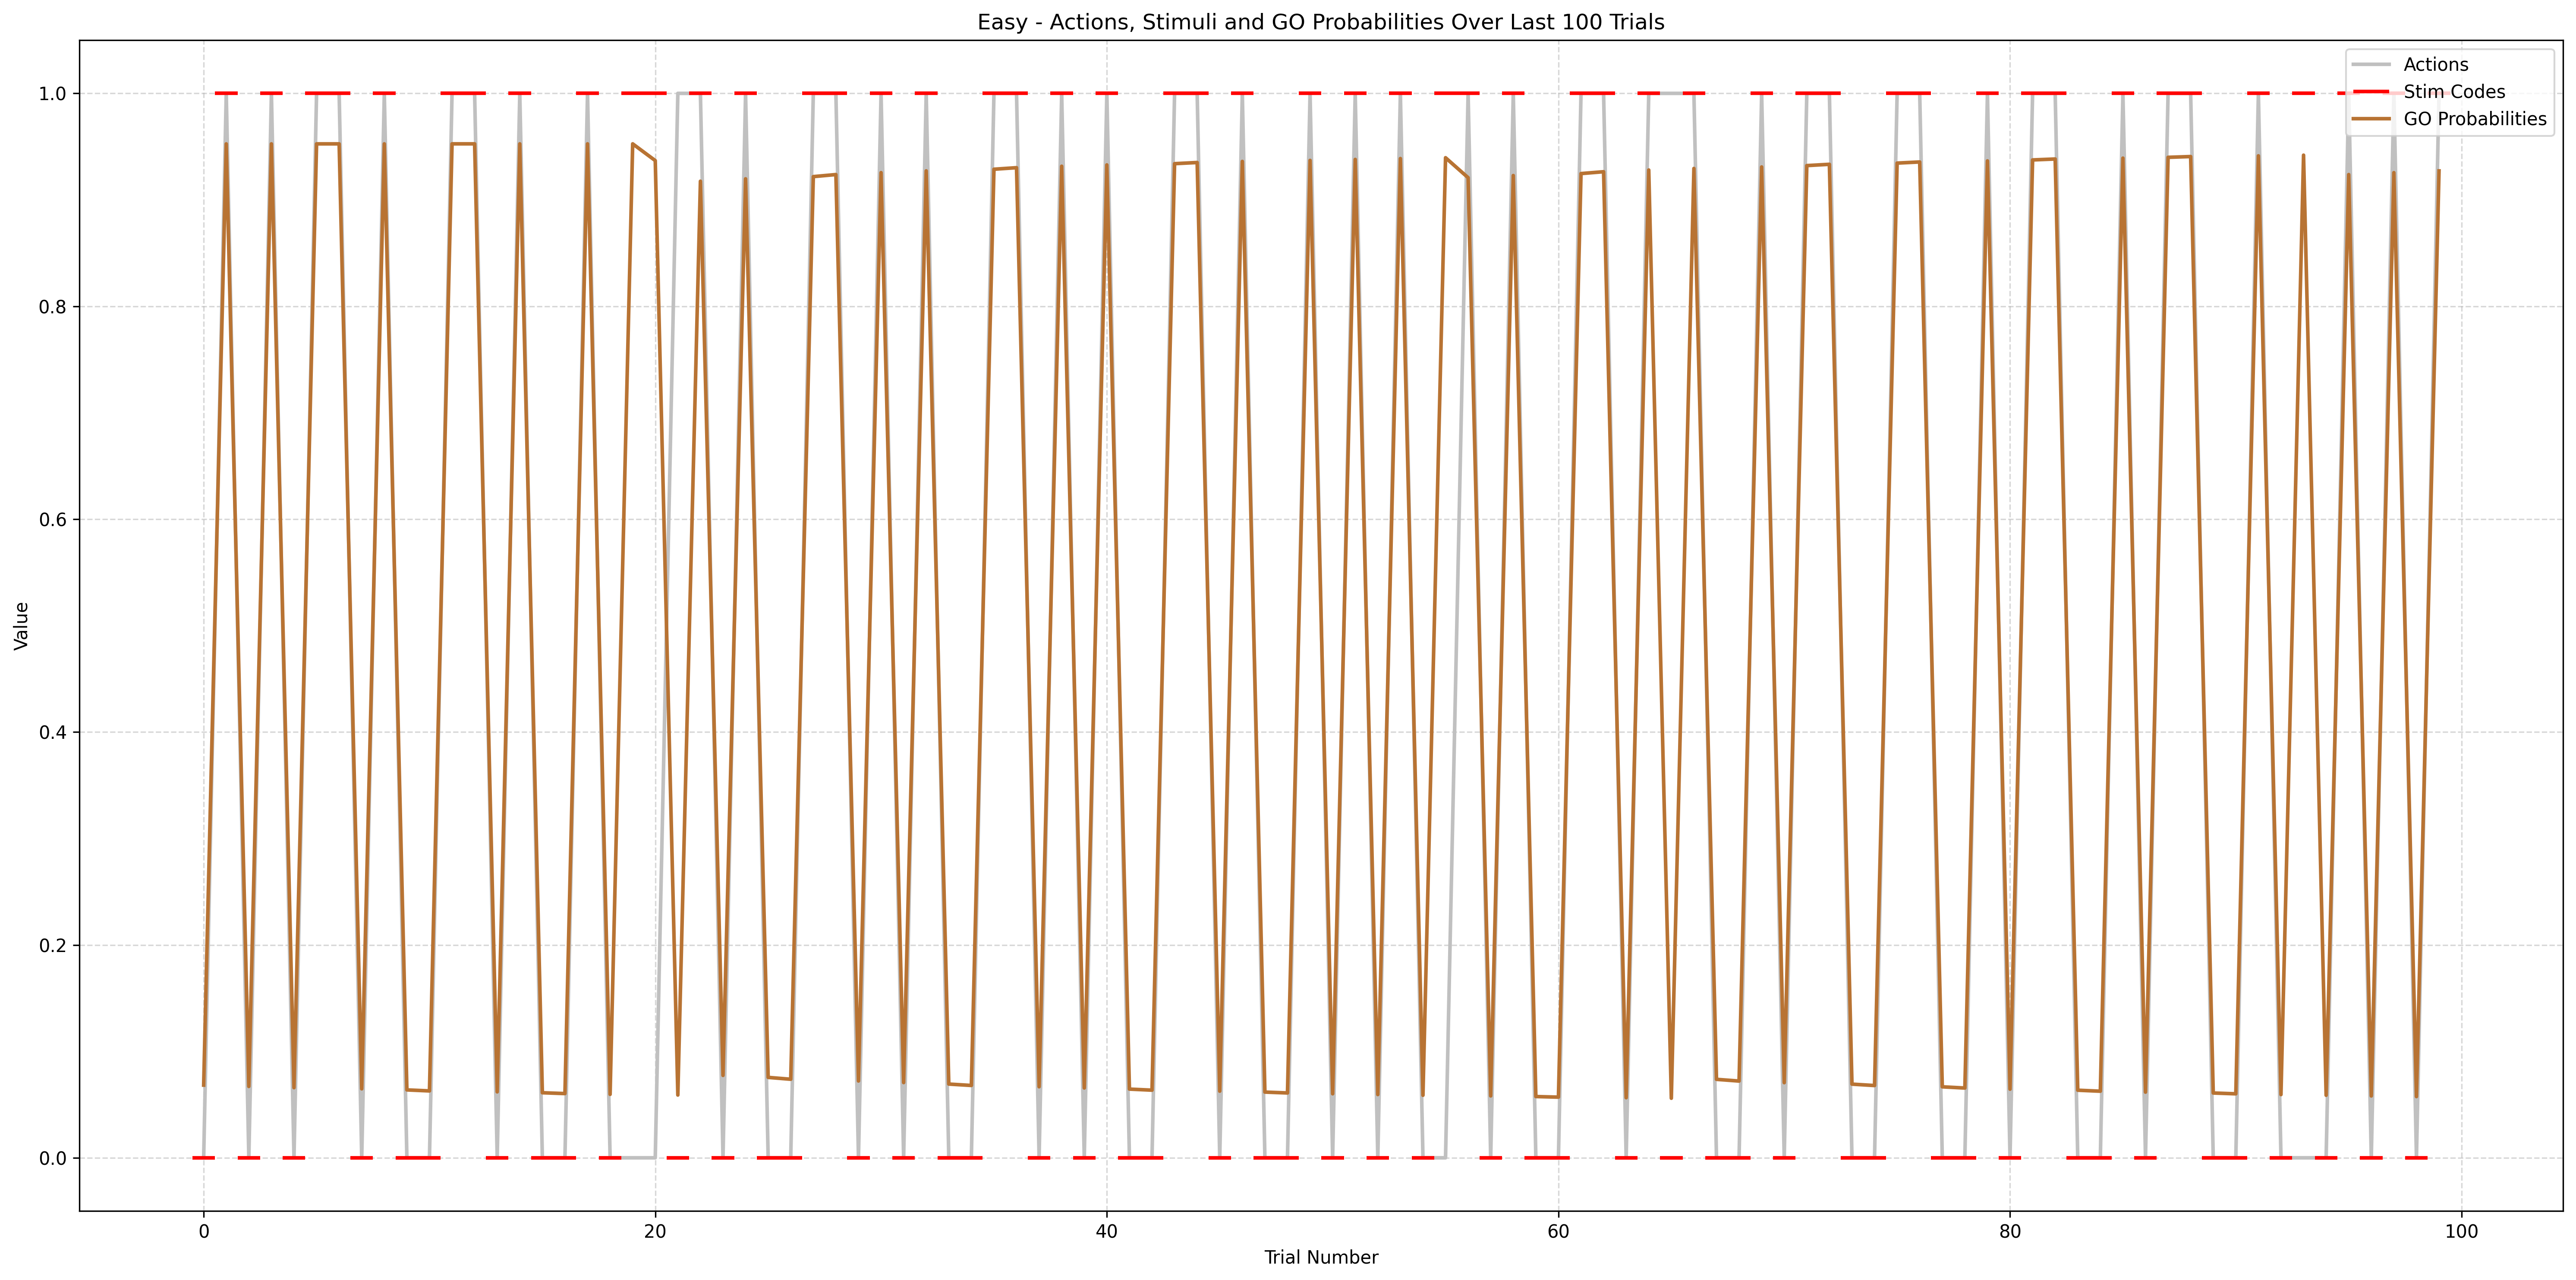 Easy - Actions, Stimuli and GO Probabilities Over Last 100 Trials
Actions
Stim Codes
GO Probabilities
1.0
0.8
0.6
0.4
0.2
0.0
Value
0
20
40
60
80
100
Trial Number